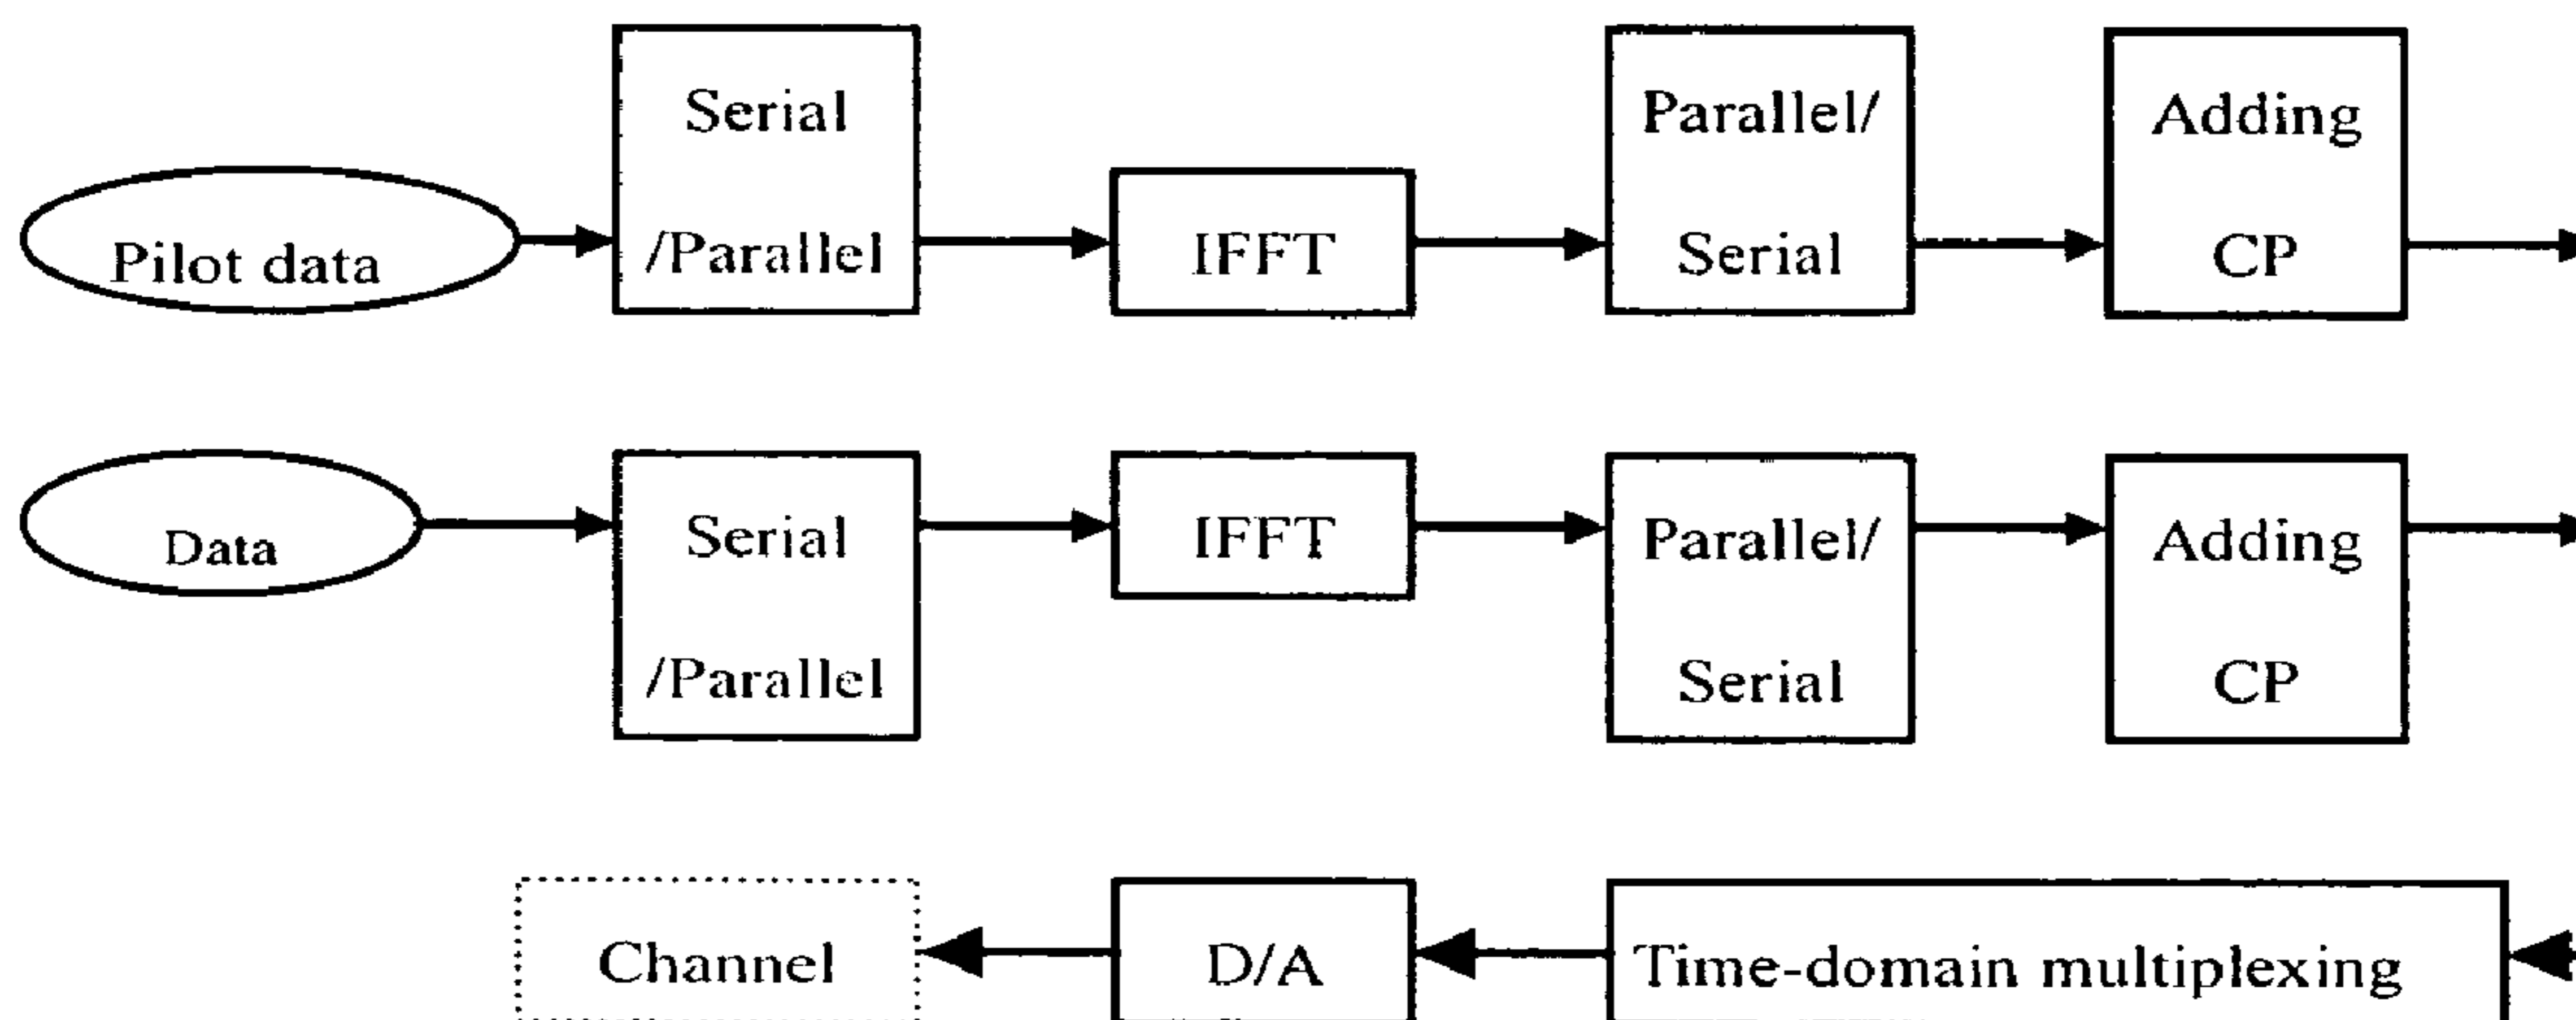 Pilot data
Serial
/Parallel
IFFT
Parallel/
Serial
Adding
CP
Data
Serial
/Parallel
IFFT
Parallel/
Serial
Adding
CP
Channel
D/A
Time-domain multiplexing